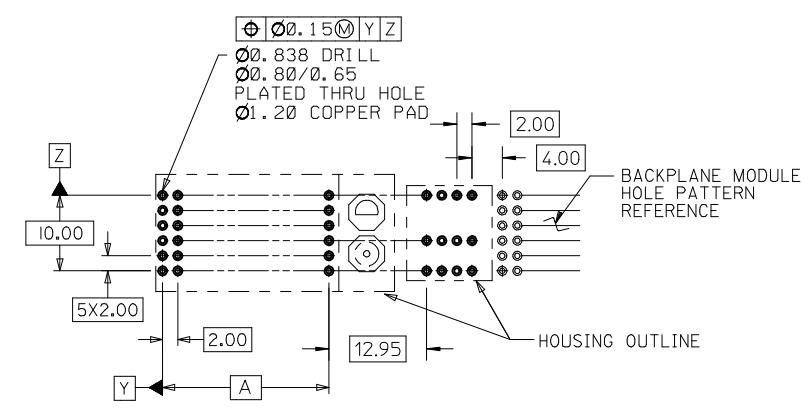 ⌖ Ø0.15Ⓜ Y Z
Ø0.838 DRILL
Ø0.80/0.65
PLATED THRU HOLE
Ø1.20 COPPER PAD
2.00
4.00
Z
BACKPLANE MODULE
HOLE PATTERN
REFERENCE
10.00
5X2.00
2.00
12.95
HOUSING OUTLINE
Y
A